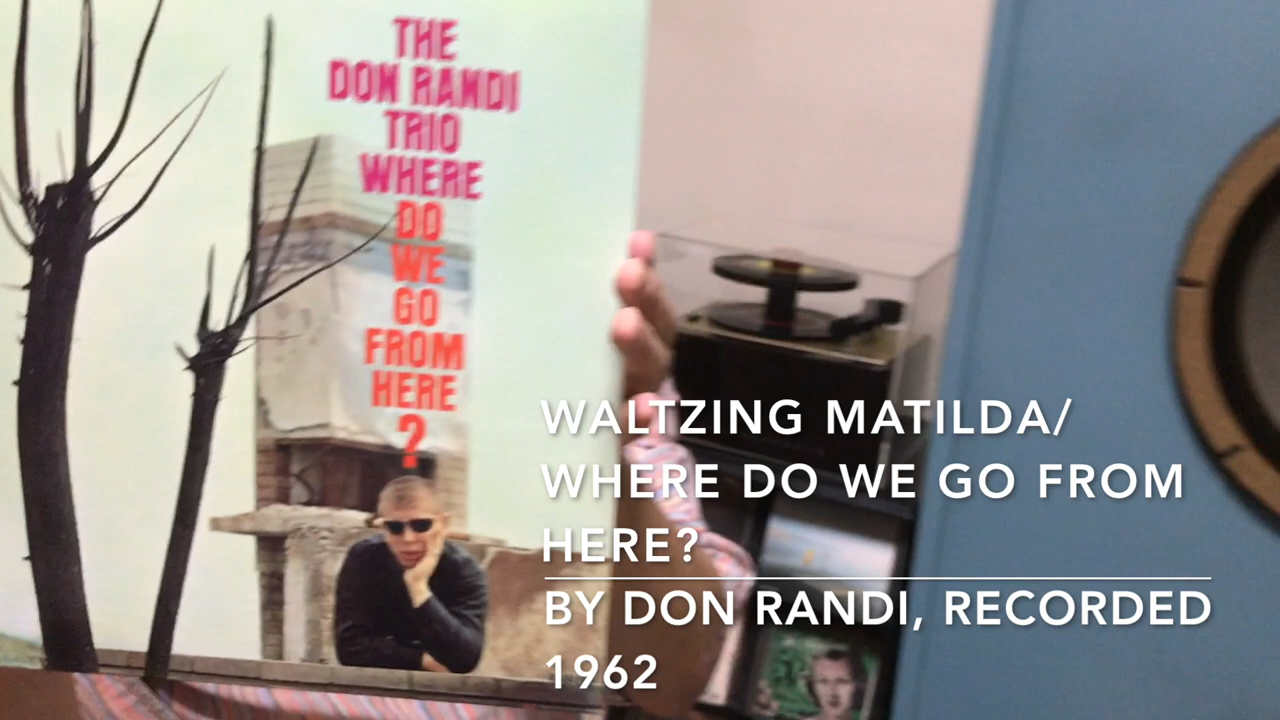 THE
DON RANDI
TRIO
WHERE
DO
WE
GO
FROM
HERE
?
WALTZING MATILDA/
WHERE DO WE GO FROM
HERE?
BY DON RANDI, RECORDED
1962